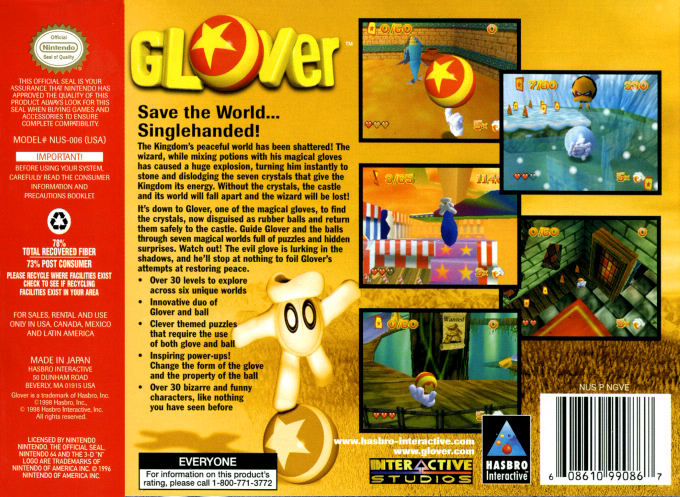 Official
Nintendo
Seal of Quality
THIS OFFICIAL SEAL IS YOUR
ASSURANCE THAT NINTENDO HAS
APPROVED THE QUALITY OF THIS
PRODUCT. ALWAYS LOOK FOR THIS
SEAL WHEN BUYING GAMES AND
ACCESSORIES TO ENSURE
COMPLETE COMPATIBILITY.
MODEL# NUS-006 (USA)
IMPORTANT!
BEFORE USING YOUR SYSTEM,
CAREFULLY READ THE CONSUMER
INFORMATION AND
PRECAUTIONS BOOKLET.
78%
TOTAL RECOVERED FIBER
73% POST CONSUMER
PLEASE RECYCLE WHERE FACILITIES EXIST
CHECK TO SEE IF RECYCLING
FACILITIES EXIST IN YOUR AREA
FOR SALES, RENTAL AND USE
ONLY IN USA, CANADA, MEXICO
AND LATIN AMERICA
MADE IN JAPAN
HASBRO INTERACTIVE
50 DUNHAM ROAD
BEVERLY, MA 01915 USA
Glover is a trademark of Hasbro, Inc.
©1998 Hasbro, Inc.,
© 1998 Hasbro Interactive, Inc.
All rights reserved.
LICENSED BY NINTENDO
NINTENDO, THE OFFICIAL SEAL,
NINTENDO 64 AND THE 3-D "N"
LOGO ARE TRADEMARKS OF
NINTENDO OF AMERICA INC. © 1996
NINTENDO OF AMERICA INC.
GLOVer™
Save the World...
Singlehanded!
The Kingdom's peaceful world has been shattered! The
wizard, while mixing potions with his magical gloves
has caused a huge explosion, turning him instantly to
stone and dislodging the seven crystals that give the
Kingdom its energy. Without the crystals, the castle
and its world will fall apart and the wizard will be lost!
It's down to Glover, one of the magical gloves, to find
the crystals, now disguised as rubber balls and return
them safely to the castle. Guide Glover and the balls
through seven magical worlds full of puzzles and hidden
surprises. Watch out! The evil glove is lurking in the
shadows, and he'll stop at nothing to foil Glover's
attempts at restoring peace.
• Over 30 levels to explore
across six unique worlds
• Innovative duo of
Glover and ball
• Clever themed puzzles
that require the use
of both glove and ball
• Inspiring power-ups!
Change the form of the glove
and the property of the ball
• Over 30 bizarre and funny
characters, like nothing
you have seen before
EVERYONE
For information on this product's
rating, please call 1-800-771-3772
0/60
0
0/50
0/80
0
Wanted
www.hasbro-interactive.com
www.glover.com
INTERACTIVE
STUDIOS
HASBRO
Interactive
NUS P NGVE
6 08610 99086 7